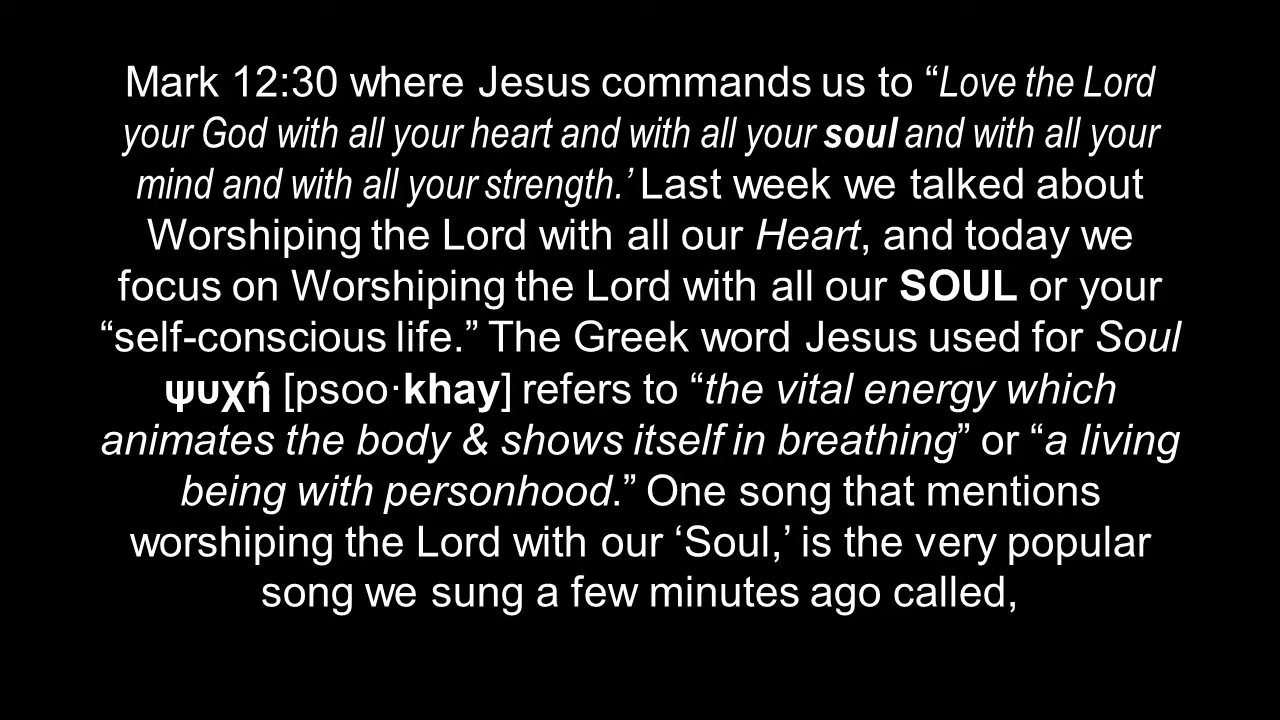 Mark 12:30 where Jesus commands us to “Love the Lord
your God with all your heart and with all your soul and with all your
mind and with all your strength.’ Last week we talked about
Worshiping the Lord with all our Heart, and today we
focus on Worshiping the Lord with all our SOUL or your
“self-conscious life.” The Greek word Jesus used for Soul
ψυχή [psoo·khay] refers to “the vital energy which
animates the body & shows itself in breathing” or “a living
being with personhood.” One song that mentions
worshiping the Lord with our ‘Soul,’ is the very popular
song we sung a few minutes ago called,